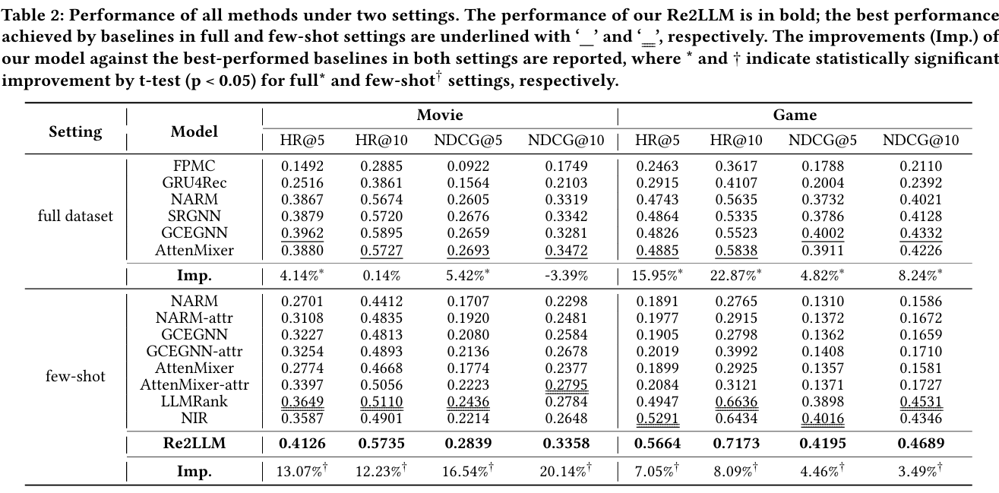 Table 2: Performance of all methods under two settings. The performance of our Re2LLM is in bold; the best performance
achieved by baselines in full and few-shot settings are underlined with ‘__’ and ‘__’, respectively. The improvements (Imp.) of
our model against the best-performed baselines in both settings are reported, where * and † indicate statistically significant
improvement by t-test (p < 0.05) for full* and few-shot† settings, respectively.
Setting Model Movie Game
HR@5 HR@10 NDCG@5 NDCG@10 HR@5 HR@10 NDCG@5 NDCG@10
full dataset
FPMC 0.1492 0.2885 0.0922 0.1749 0.2463 0.3617 0.1788 0.2110
GRU4Rec 0.2516 0.3861 0.1564 0.2103 0.2915 0.4107 0.2004 0.2392
NARM 0.3867 0.5674 0.2605 0.3319 0.4743 0.5635 0.3732 0.4021
SRGNN 0.3879 0.5720 0.2676 0.3342 0.4864 0.5335 0.3786 0.4128
GCEGNN 0.3962 0.5895 0.2659 0.3281 0.4826 0.5523 0.4002 0.4332
AttenMixer 0.3880 0.5727 0.2693 0.3472 0.4885 0.5838 0.3911 0.4226
Imp. 4.14%* 0.14% 5.42%* -3.39% 15.95%* 22.87%* 4.82%* 8.24%*
few-shot
NARM 0.2701 0.4412 0.1707 0.2298 0.1891 0.2765 0.1310 0.1586
NARM-attr 0.3108 0.4835 0.1920 0.2481 0.1977 0.2915 0.1372 0.1672
GCEGNN 0.3227 0.4813 0.2080 0.2584 0.1905 0.2798 0.1362 0.1659
GCEGNN-attr 0.3254 0.4893 0.2136 0.2678 0.2019 0.3992 0.1408 0.1710
AttenMixer 0.2774 0.4668 0.1774 0.2377 0.1899 0.2925 0.1357 0.1581
AttenMixer-attr 0.3397 0.5056 0.2223 0.2795 0.2084 0.3121 0.1371 0.1727
LLMRank 0.3649 0.5110 0.2436 0.2784 0.4947 0.6636 0.3898 0.4531
NIR 0.3587 0.4901 0.2214 0.2648 0.5291 0.6434 0.4016 0.4346
Re2LLM 0.4126 0.5735 0.2839 0.3358 0.5664 0.7173 0.4195 0.4689
Imp. 13.07%† 12.23%† 16.54%† 20.14%† 7.05%† 8.09%† 4.46%† 3.49%†